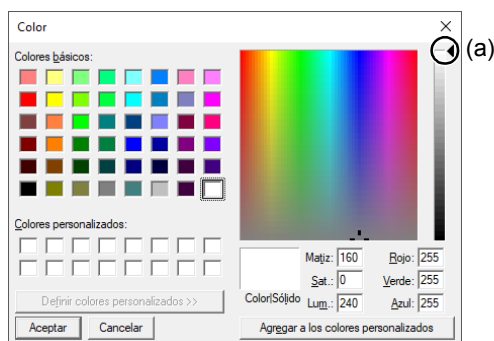 Color
(a)
Colores básicos:
Colores personalizados:
Definir colores personalizados >>
Aceptar Cancelar
Color|Sólido
Matiz: 160 Rojo: 255
Sat.: 0 Verde: 255
Lum.: 240 Azul: 255
Agregar a los colores personalizados